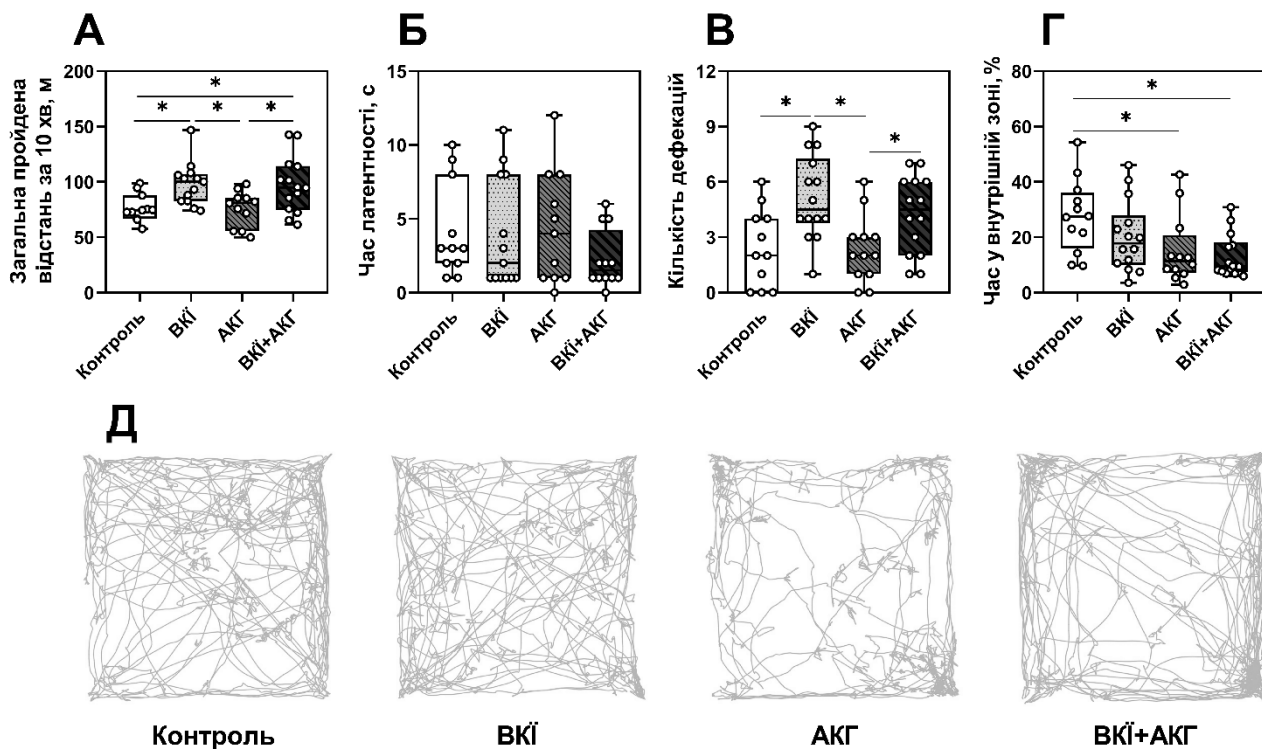 А
Загальна пройдена
відстань за 10 хв, м
200
150
100
50
0
*
*
*
*
Контроль
ВКЇ
АКГ
ВКЇ+АКГ
Б
Час латентності, с
15
10
5
0
Контроль
ВКЇ
АКГ
ВКЇ+АКГ
В
Кількість дефекацій
12
9
6
3
0
*
*
*
Контроль
ВКЇ
АКГ
ВКЇ+АКГ
Г
Час у внутрішній зоні, %
80
60
40
20
0
*
*
Контроль
ВКЇ
АКГ
ВКЇ+АКГ
Д
Контроль
ВКЇ
АКГ
ВКЇ+АКГ